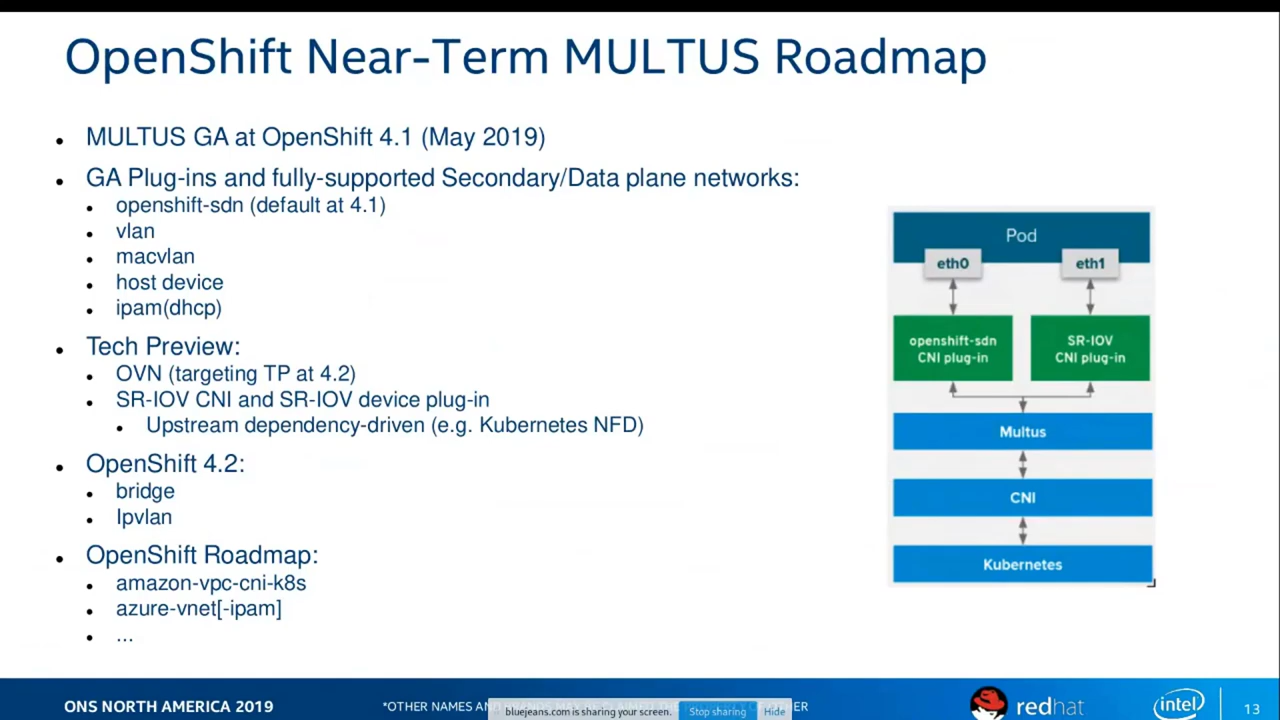 OpenShift Near-Term MULTUS Roadmap
• MULTUS GA at OpenShift 4.1 (May 2019)
• GA Plug-ins and fully-supported Secondary/Data plane networks:
• openshift-sdn (default at 4.1)
• vlan
• macvlan
• host device
• ipam(dhcp)
• Tech Preview:
• OVN (targeting TP at 4.2)
• SR-IOV CNI and SR-IOV device plug-in
• Upstream dependency-driven (e.g. Kubernetes NFD)
• OpenShift 4.2:
• bridge
• Ipvlan
• OpenShift Roadmap:
• amazon-vpc-cni-k8s
• azure-vnet[-ipam]
• ...
Pod
eth0 eth1
openshift-sdn
CNI plug-in
SR-IOV
CNI plug-in
Multus
CNI
Kubernetes
ONS NORTH AMERICA 2019
*OTHER NAMES
bluejeans.com is sharing your screen. Stop sharing Hide
redhat
intel
13